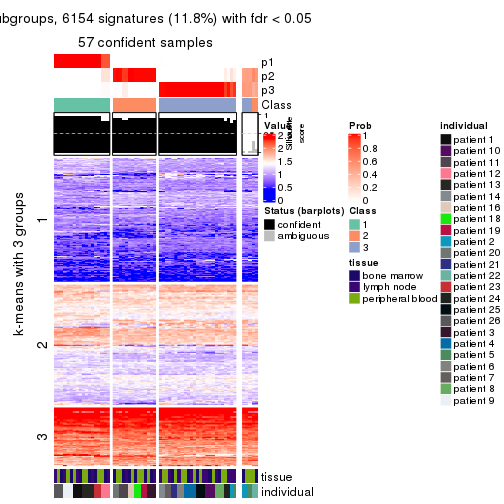 ubgroups, 6154 signatures (11.8%) with fdr < 0.05
57 confident samples
p1
p2
p3
Class
1
Silhouette
score
k-means with 3 groups
1
2
3
tissue
individual
Value
2.5
2
1.5
1
0.5
0
Status (barplots)
confident
ambiguous
Prob
1
0.8
0.6
0.4
0.2
0
Class
1
2
3
tissue
bone marrow
lymph node
peripheral blood
individual
patient 1
patient 10
patient 11
patient 12
patient 13
patient 14
patient 16
patient 18
patient 19
patient 2
patient 20
patient 21
patient 22
patient 23
patient 24
patient 25
patient 26
patient 3
patient 4
patient 5
patient 6
patient 7
patient 8
patient 9